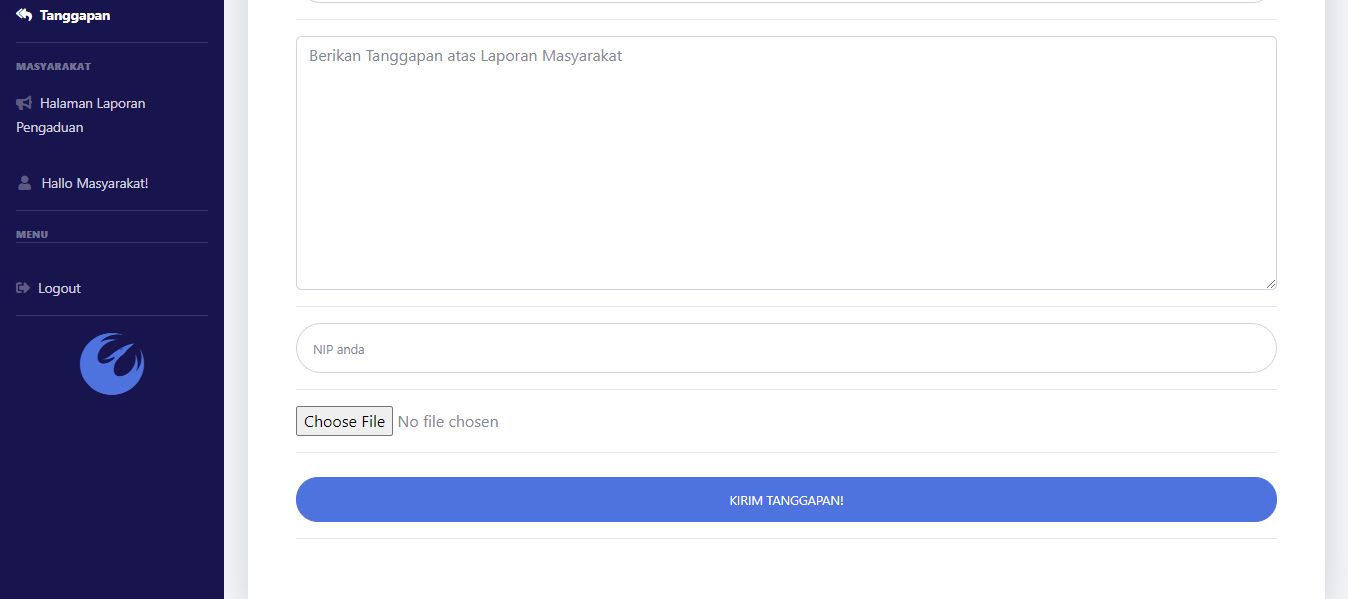 Tanggapan
MASYARAKAT
Halaman Laporan
Pengaduan
Hallo Masyarakat!
MENU
Logout
Berikan Tanggapan atas Laporan Masyarakat
NIP anda
Choose File No file chosen
KIRIM TANGGAPAN!